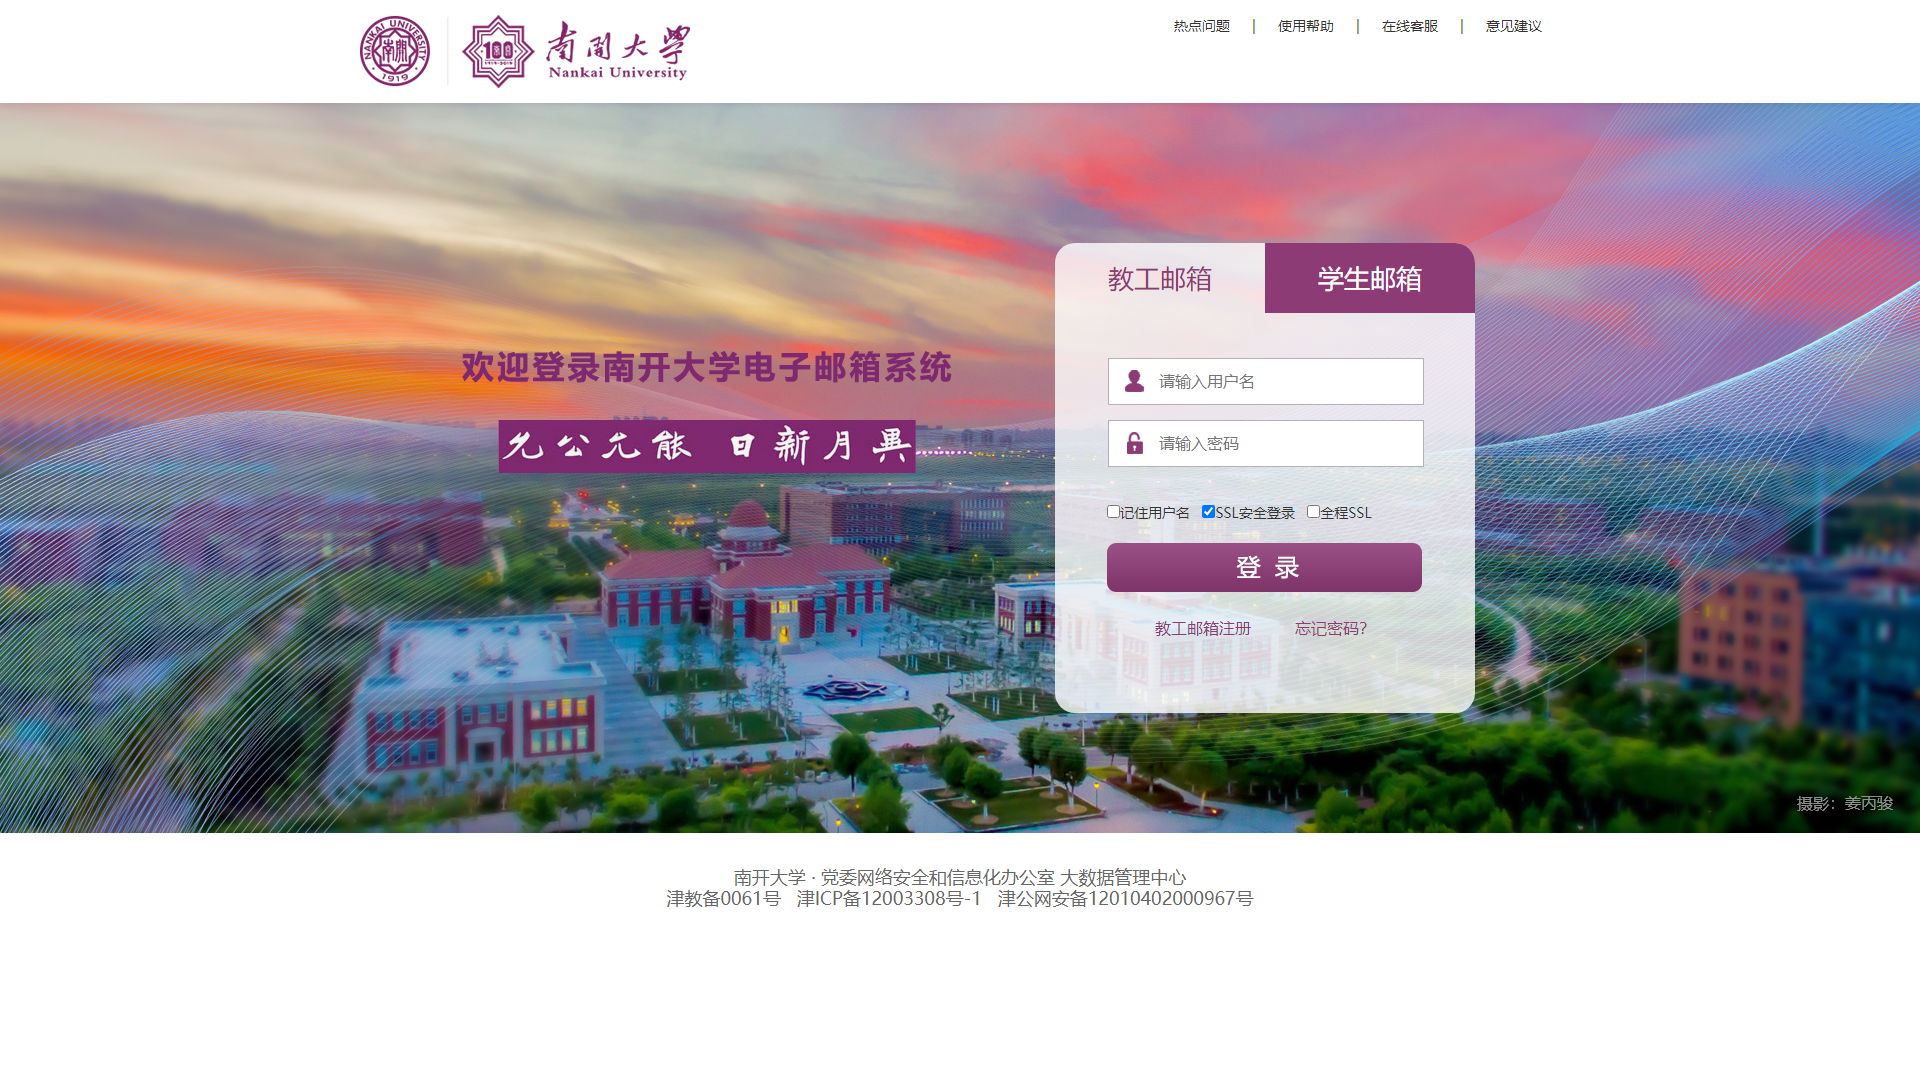 NANKAI UNIVERSITY
1919
100
1919-2019
南開大學
Nankai University
热点问题
使用帮助
在线客服
意见建议
教工邮箱
学生邮箱
欢迎登录南开大学电子邮箱系统
允公允能 日新月異
请输入用户名
请输入密码
记住用户名 SSL安全登录 全程SSL
登 录
教工邮箱注册 忘记密码?
摄影：姜丙骏
南开大学 · 党委网络安全和信息化办公室 大数据管理中心
津教备0061号 津ICP备12003308号-1 津公网安备12010402000967号